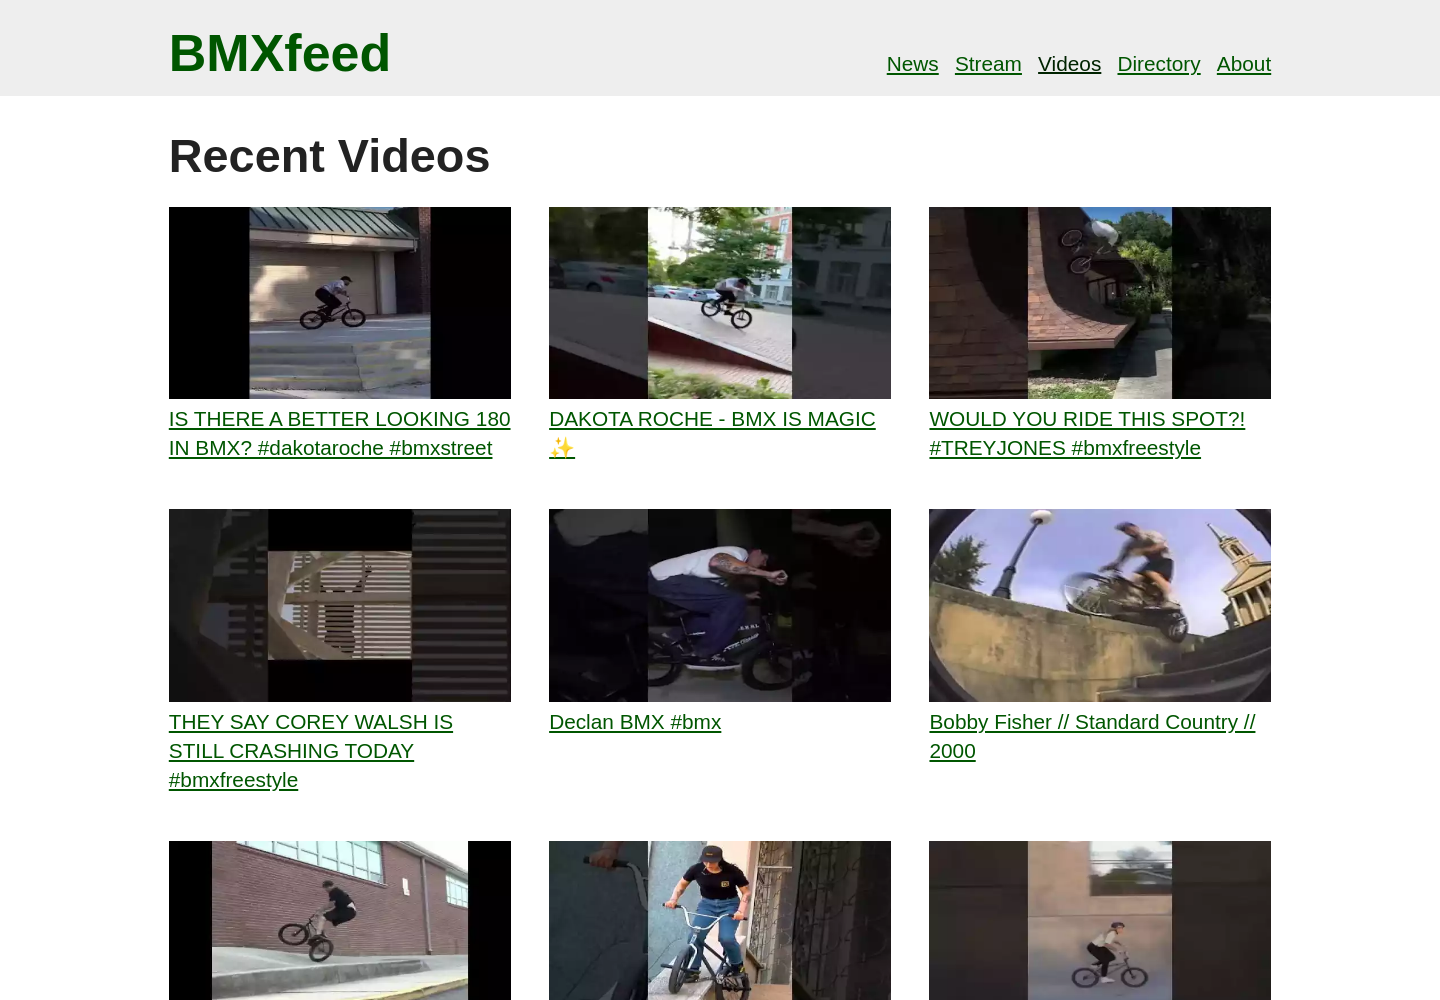 BMXfeed
News Stream Videos Directory About
Recent Videos
IS THERE A BETTER LOOKING 180
IN BMX? #dakotaroche #bmxstreet
DAKOTA ROCHE - BMX IS MAGIC
✨
WOULD YOU RIDE THIS SPOT?!
#TREYJONES #bmxfreestyle
THEY SAY COREY WALSH IS
STILL CRASHING TODAY
#bmxfreestyle
Declan BMX #bmx
Bobby Fisher // Standard Country //
2000